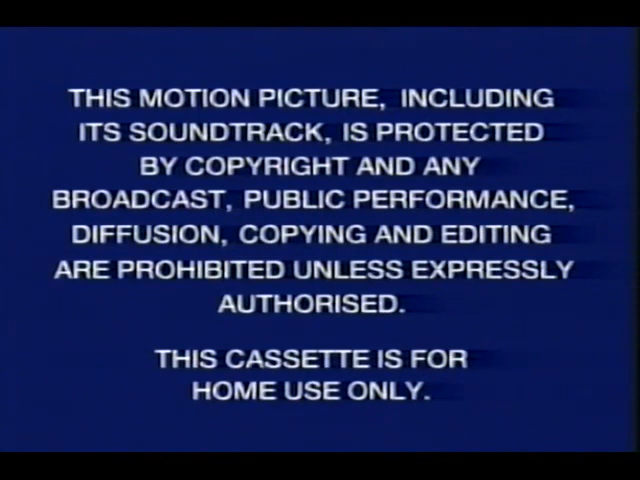 THIS MOTION PICTURE, INCLUDING
ITS SOUNDTRACK, IS PROTECTED
BY COPYRIGHT AND ANY
BROADCAST, PUBLIC PERFORMANCE,
DIFFUSION, COPYING AND EDITING
ARE PROHIBITED UNLESS EXPRESSLY
AUTHORISED.
THIS CASSETTE IS FOR
HOME USE ONLY.